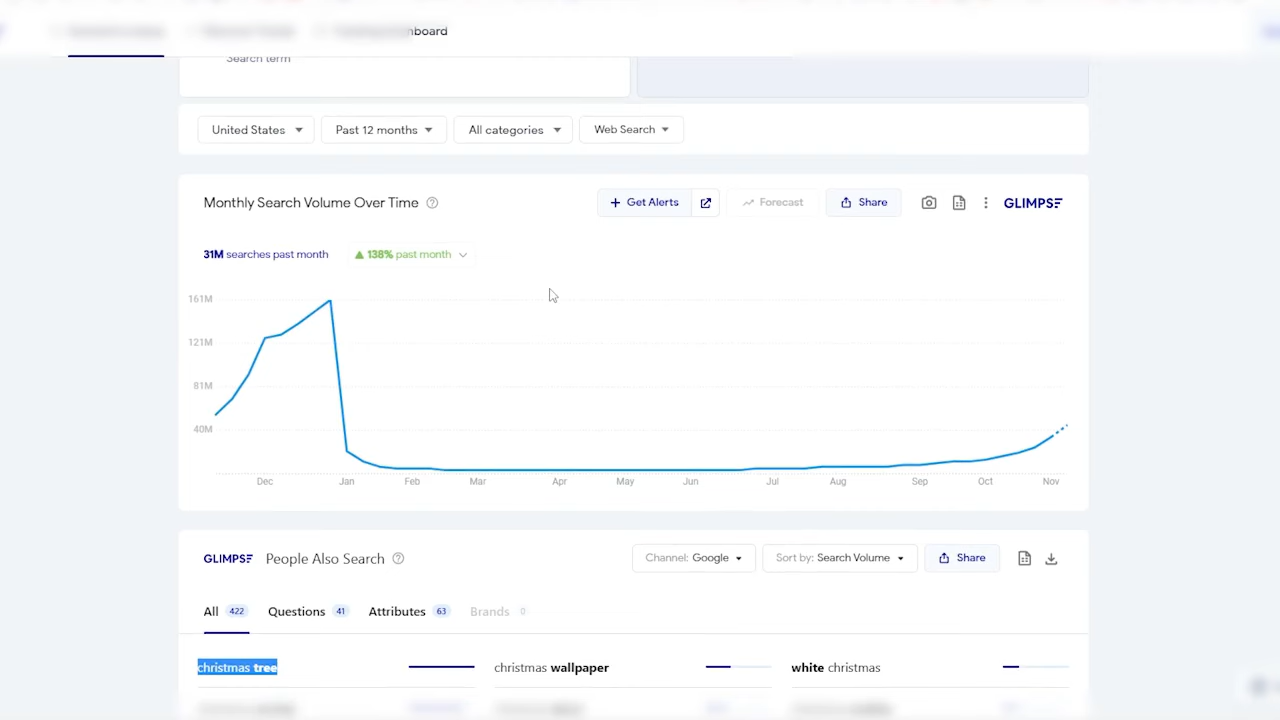 nboard
Search term
United States
Past 12 months
All categories
Web Search
Monthly Search Volume Over Time
+ Get Alerts
Forecast
Share
GLIMPSE
31M searches past month
138% past month
161M
121M
81M
40M
Dec Jan Feb Mar Apr May Jun Jul Aug Sep Oct Nov
GLIMPSE People Also Search
Channel: Google
Sort by: Search Volume
Share
All 422 Questions 41 Attributes 63 Brands 0
christmas tree christmas wallpaper white christmas